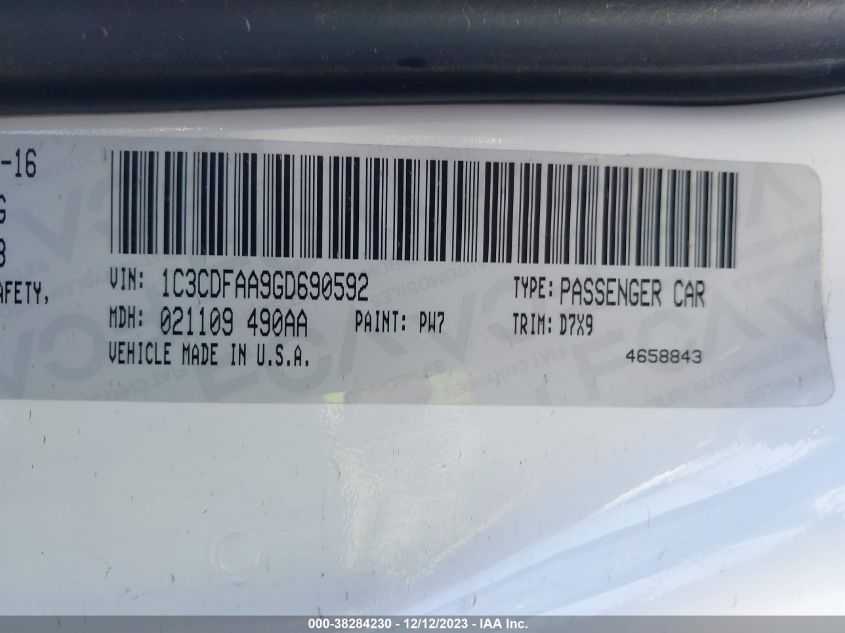 -16
G
8
AFETY,
VIN: 1C3CDFAA9GD690592 TYPE: PASSENGER CAR
MDH: 021109 490AA PAINT: PW7 TRIM: D7X9
VEHICLE MADE IN U.S.A. 4658843
000-38284230 - 12/12/2023 - IAA Inc.